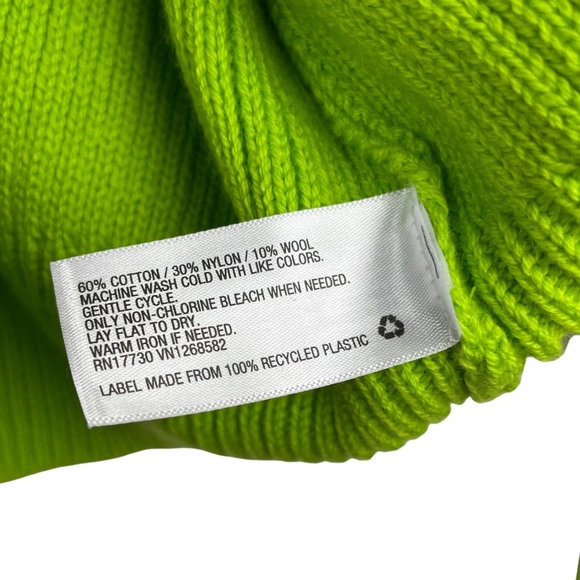 60% COTTON / 30% NYLON / 10% WOOL
MACHINE WASH COLD WITH LIKE COLORS.
GENTLE CYCLE.
ONLY NON-CHLORINE BLEACH WHEN NEEDED.
LAY FLAT TO DRY.
WARM IRON IF NEEDED.
RN17730 VN1268582
LABEL MADE FROM 100% RECYCLED PLASTIC